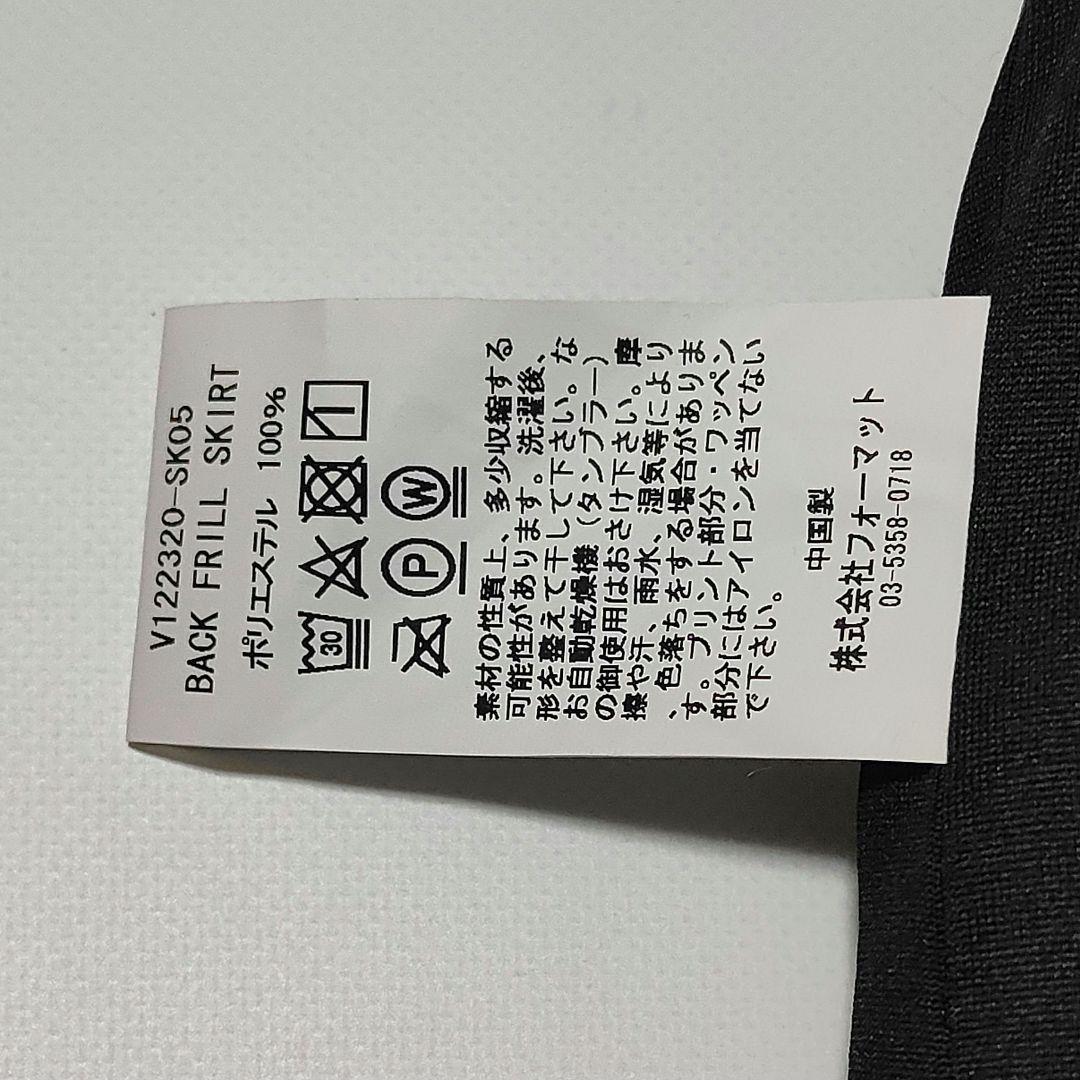 V122320-SK05
BACK FRILL SKIRT
ポリエステル 100%
30
P W
素材の性質上、多少収縮する
可能性があります。洗濯後、
形を整えて干して下さい。な
お自動乾燥機(タンブラー)
の御使用はおさけ下さい。摩
擦や汗、雨水、湿気等により
、色落ちをする場合がありま
す。プリント部分・ワッペン
部分にはアイロンを当てない
で下さい。
中国製
株式会社フォーマット
03-5358-0718